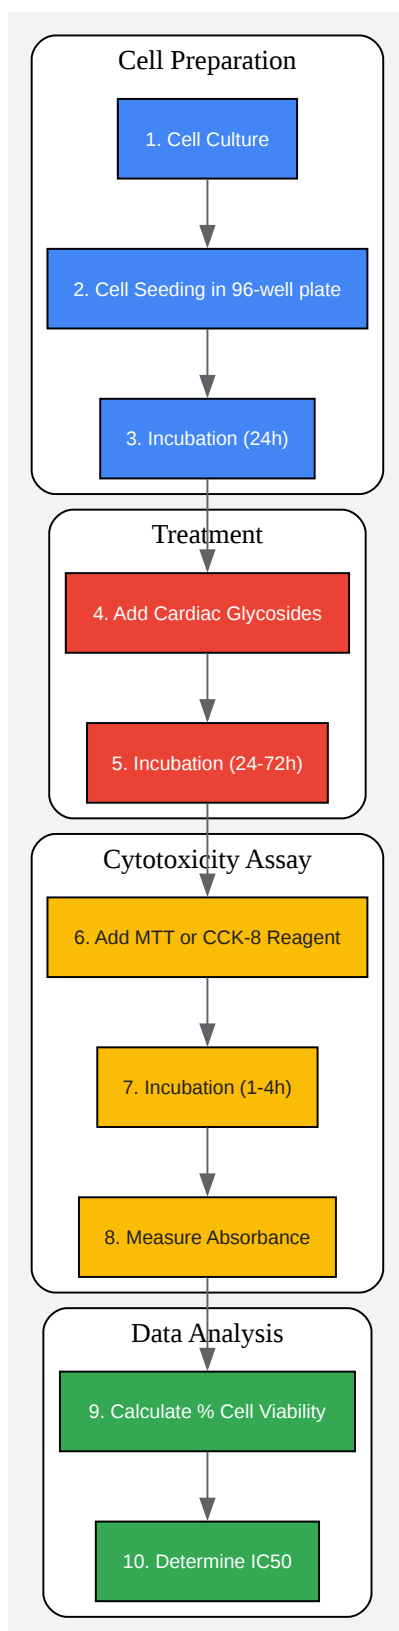 Cell Preparation
1. Cell Culture
2. Cell Seeding in 96-well plate
3. Incubation (24h)
Treatment
4. Add Cardiac Glycosides
5. Incubation (24-72h)
Cytotoxicity Assay
6. Add MTT or CCK-8 Reagent
7. Incubation (1-4h)
8. Measure Absorbance
Data Analysis
9. Calculate % Cell Viability
10. Determine IC50